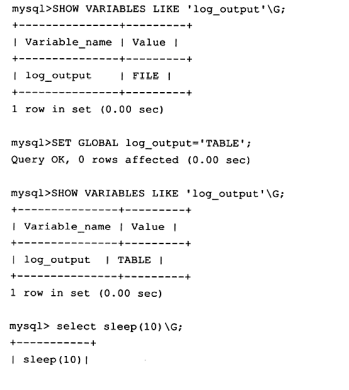 mysql>SHOW VARIABLES LIKE 'log_output'\G;
+---------------+---------+
| Variable_name | Value |
+---------------+---------+
| log_output    | FILE |
+---------------+---------+
1 row in set (0.00 sec)

mysql>SET GLOBAL log_output='TABLE';
Query OK, 0 rows affected (0.00 sec)

mysql>SHOW VARIABLES LIKE 'log_output'\G;
+---------------+---------+
| Variable_name | Value |
+---------------+---------+
| log_output  | TABLE |
+---------------+---------+
1 row in set (0.00 sec)

mysql> select sleep(10)\G;
+-----------+
| sleep(10)|